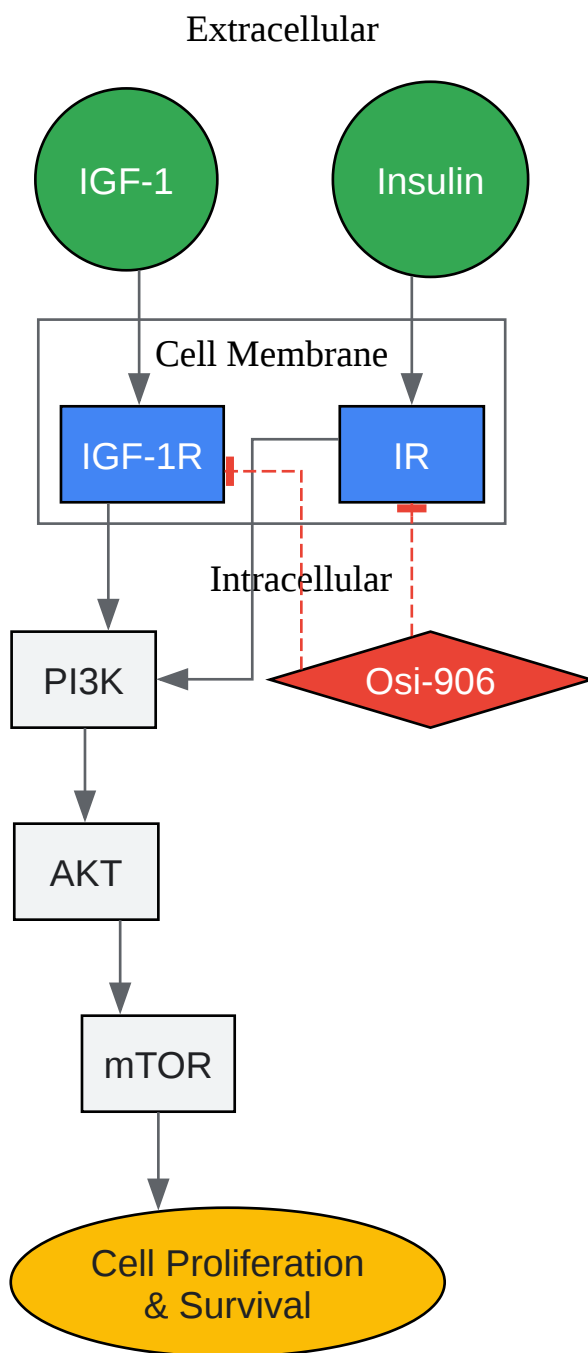 Extracellular
IGF-1
Insulin
Cell Membrane
IGF-1R
IR
Intracellular
PI3K
Osi-906
AKT
mTOR
Cell Proliferation
& Survival